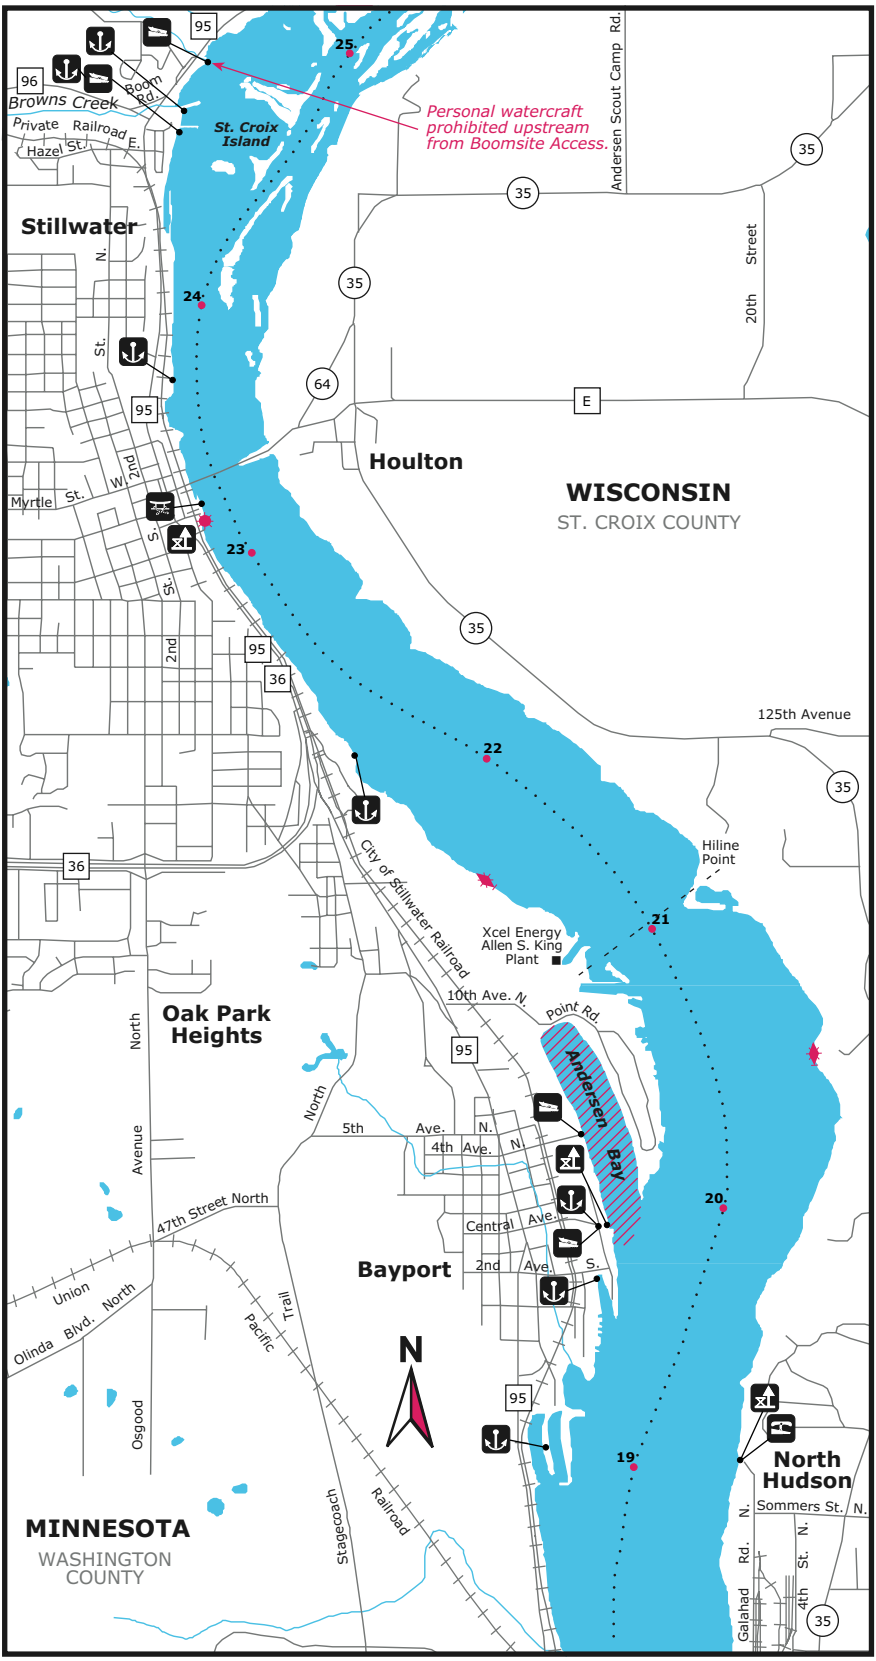 95
25
96
Boom
Rd.
Browns Creek
Private Railroad
E.
Hazel St.
St. Croix
Island
Personal watercraft
prohibited upstream
from Boomsite Access.
Andersen Scout Camp Rd.
35
35
Stillwater
N.
St.
20th Street
24
35
64
95
E
Houlton
WISCONSIN
ST. CROIX COUNTY
2nd
Myrtle St. W.
S.
St.
23
2nd
35
95
36
125th Avenue
22
35
Hiline
Point
36
City of Stillwater Railroad
21
Xcel Energy
Allen S. King
Plant
10th Ave. N.
Point Rd.
Oak Park
Heights
North
95
Andersen
Bay
North
5th Ave. N.
4th Ave. N.
Avenue
20
47th Street North
Central Ave.
Bayport
2nd Ave. S.
Union
Olinda Blvd. North
Trail
Pacific
N
95
Osgood
19
North
Hudson
Railroad
Stagecoach
Sommers St. N.
MINNESOTA
WASHINGTON
COUNTY
Galahad Rd. N.
4th St. N.
35